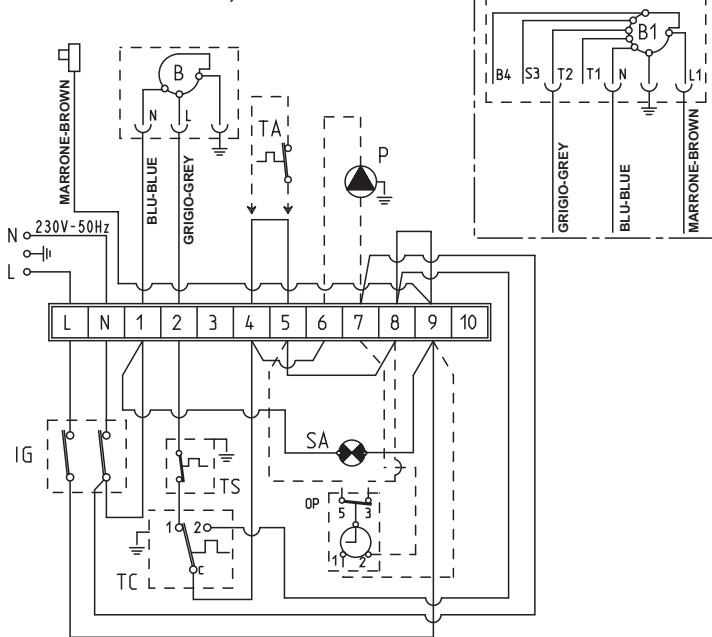 B
N L
MARRONE-BROWN
BLU-BLUE
GRIGIO-GREY
TA
P
N 230V-50Hz
L
B1
B4 S3 T2 T1 N L1
GRIGIO-GREY
BLU-BLUE
MARRONE-BROWN
L N 1 2 3 4 5 6 7 8 9 10
IG
SA
TS
OP
5 3
1 2
1 2
C
TC